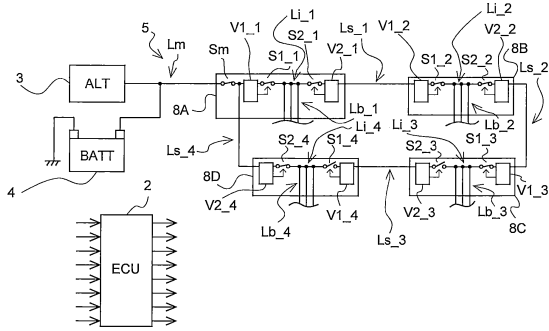 5 Lm Li_1 Li_2
V1_1 S2_1 Ls_1 V1_2 V2_2
Sm S1_1 V2_1 S1_2 S2_2 8B
Ls_2
3 ALT
8A
Lb_1 Lb_2
Li_4 Li_3
Ls_4 S2_4 S1_4 S2_3 S1_3
BATT
4
8D
V2_4 V1_4 V2_3 V1_3
Lb_4 Lb_3 8C
Ls_3
2
ECU